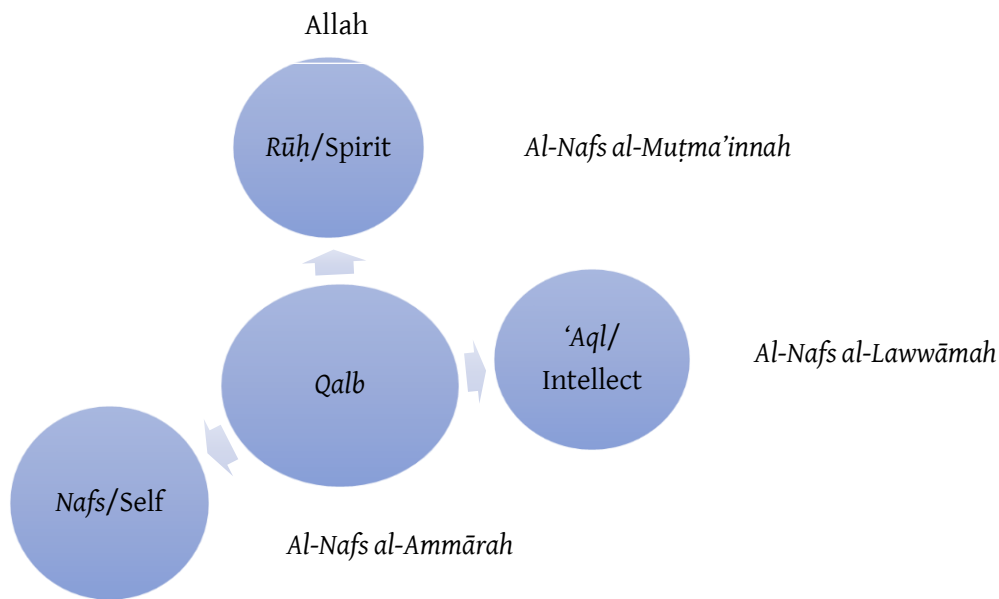 Allah
Rūḥ/Spirit
Al-Nafs al-Muṭma’innah
‘Aql/
Intellect
Al-Nafs al-Lawwāmah
Qalb
Nafs/Self
Al-Nafs al-Ammārah